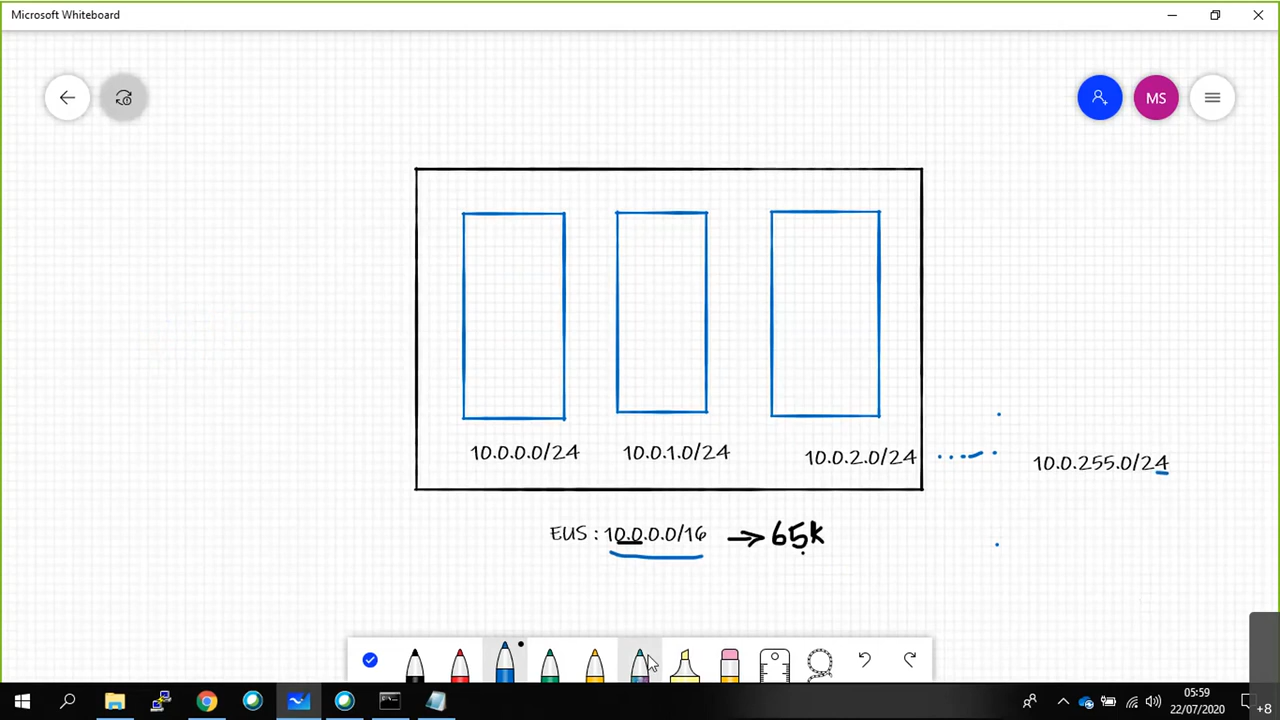 Microsoft Whiteboard
MS
10.0.0.0/24
10.0.1.0/24
10.0.2.0/24
10.0.255.0/24
EUS : 10.0.0.0/16
65k
05:59
22/07/2020
+8